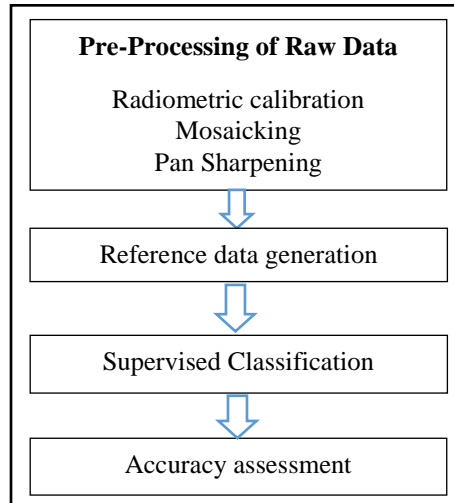 Pre-Processing of Raw Data
Radiometric calibration
Mosaicking
Pan Sharpening
Reference data generation
Supervised Classification
Accuracy assessment